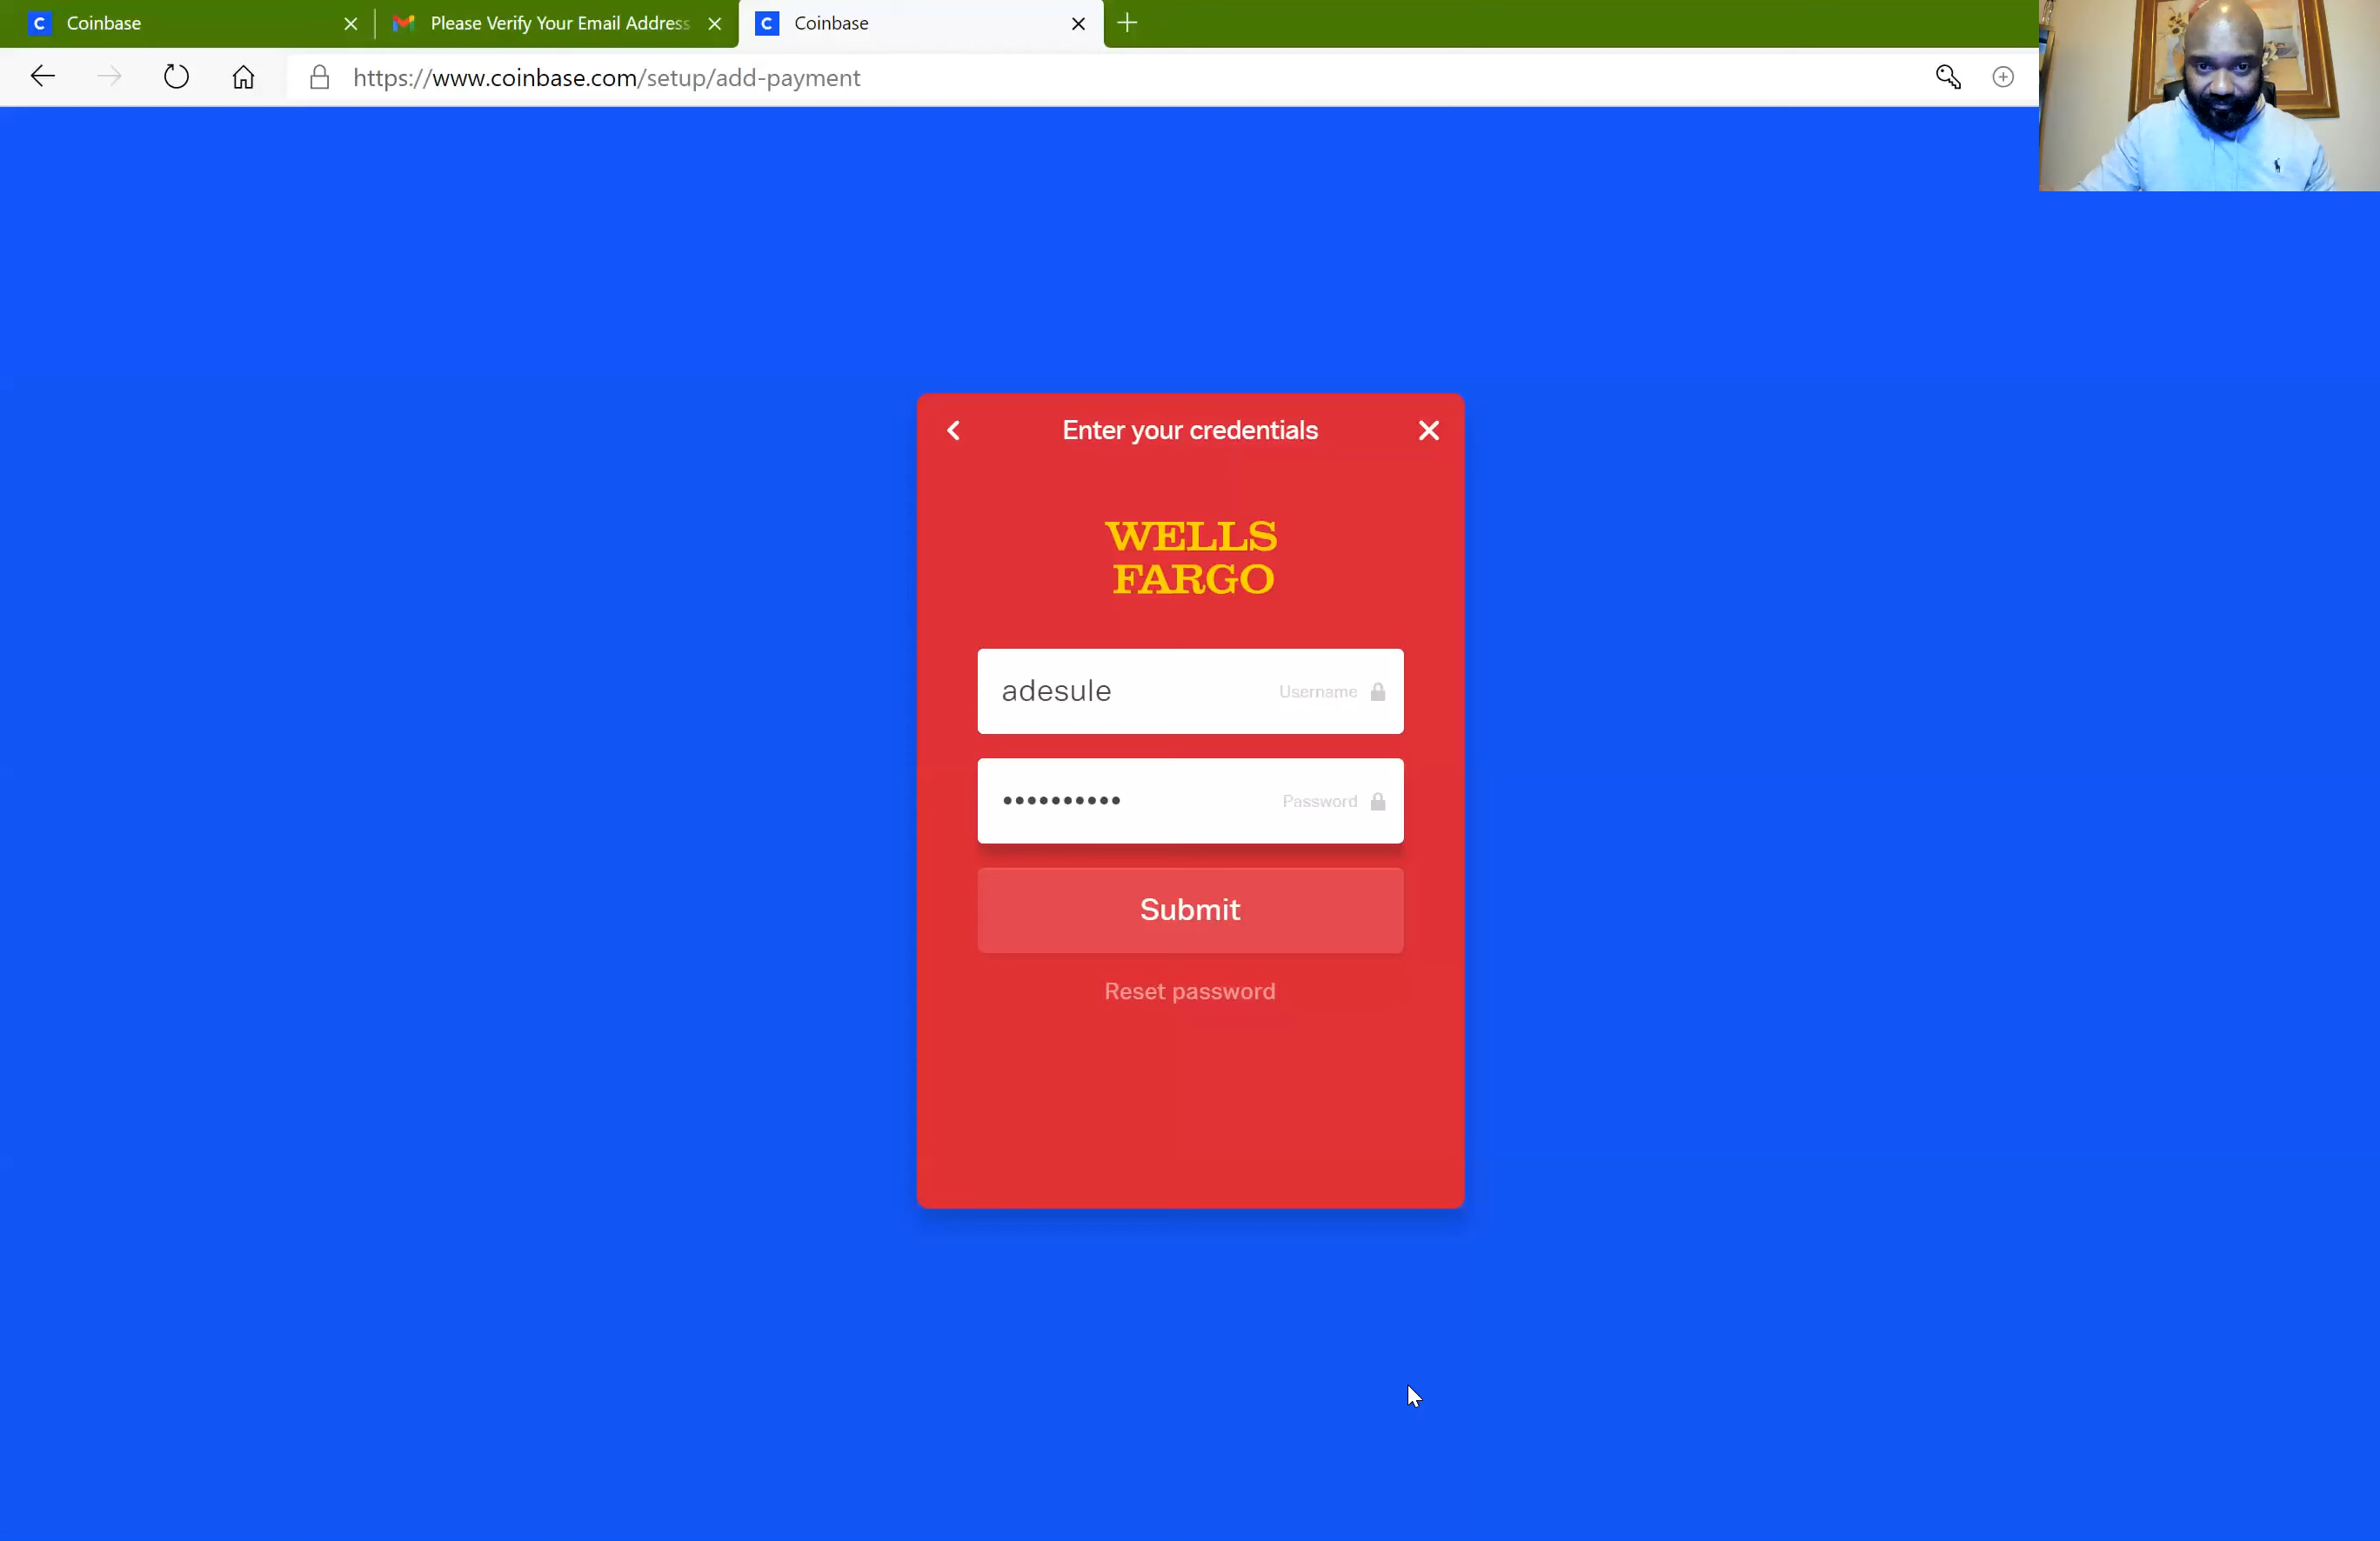 Coinbase
Please Verify Your Email Address
Coinbase
https://www.coinbase.com/setup/add-payment
Enter your credentials
WELLS
FARGO
adesule Username
•••••••••• Password
Submit
Reset password